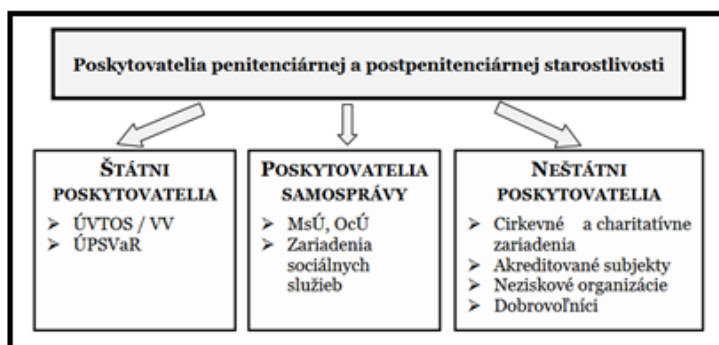 Poskytovatelia penitenciárnej a postpenitenciárnej starostlivosti
ŠTÁTNI
POSKYTOVATELIA
➢ ÚVTOS / VV
➢ ÚPSVaR
POSKYTOVATELIA
SAMOSPRÁVY
➢ MsÚ, OcÚ
➢ Zariadenia
sociálnych
služieb
NEŠTÁTNI
POSKYTOVATELIA
➢ Cirkevné a charitatívne
zariadenia
➢ Akreditované subjekty
➢ Neziskové organizácie
➢ Dobrovoľníci